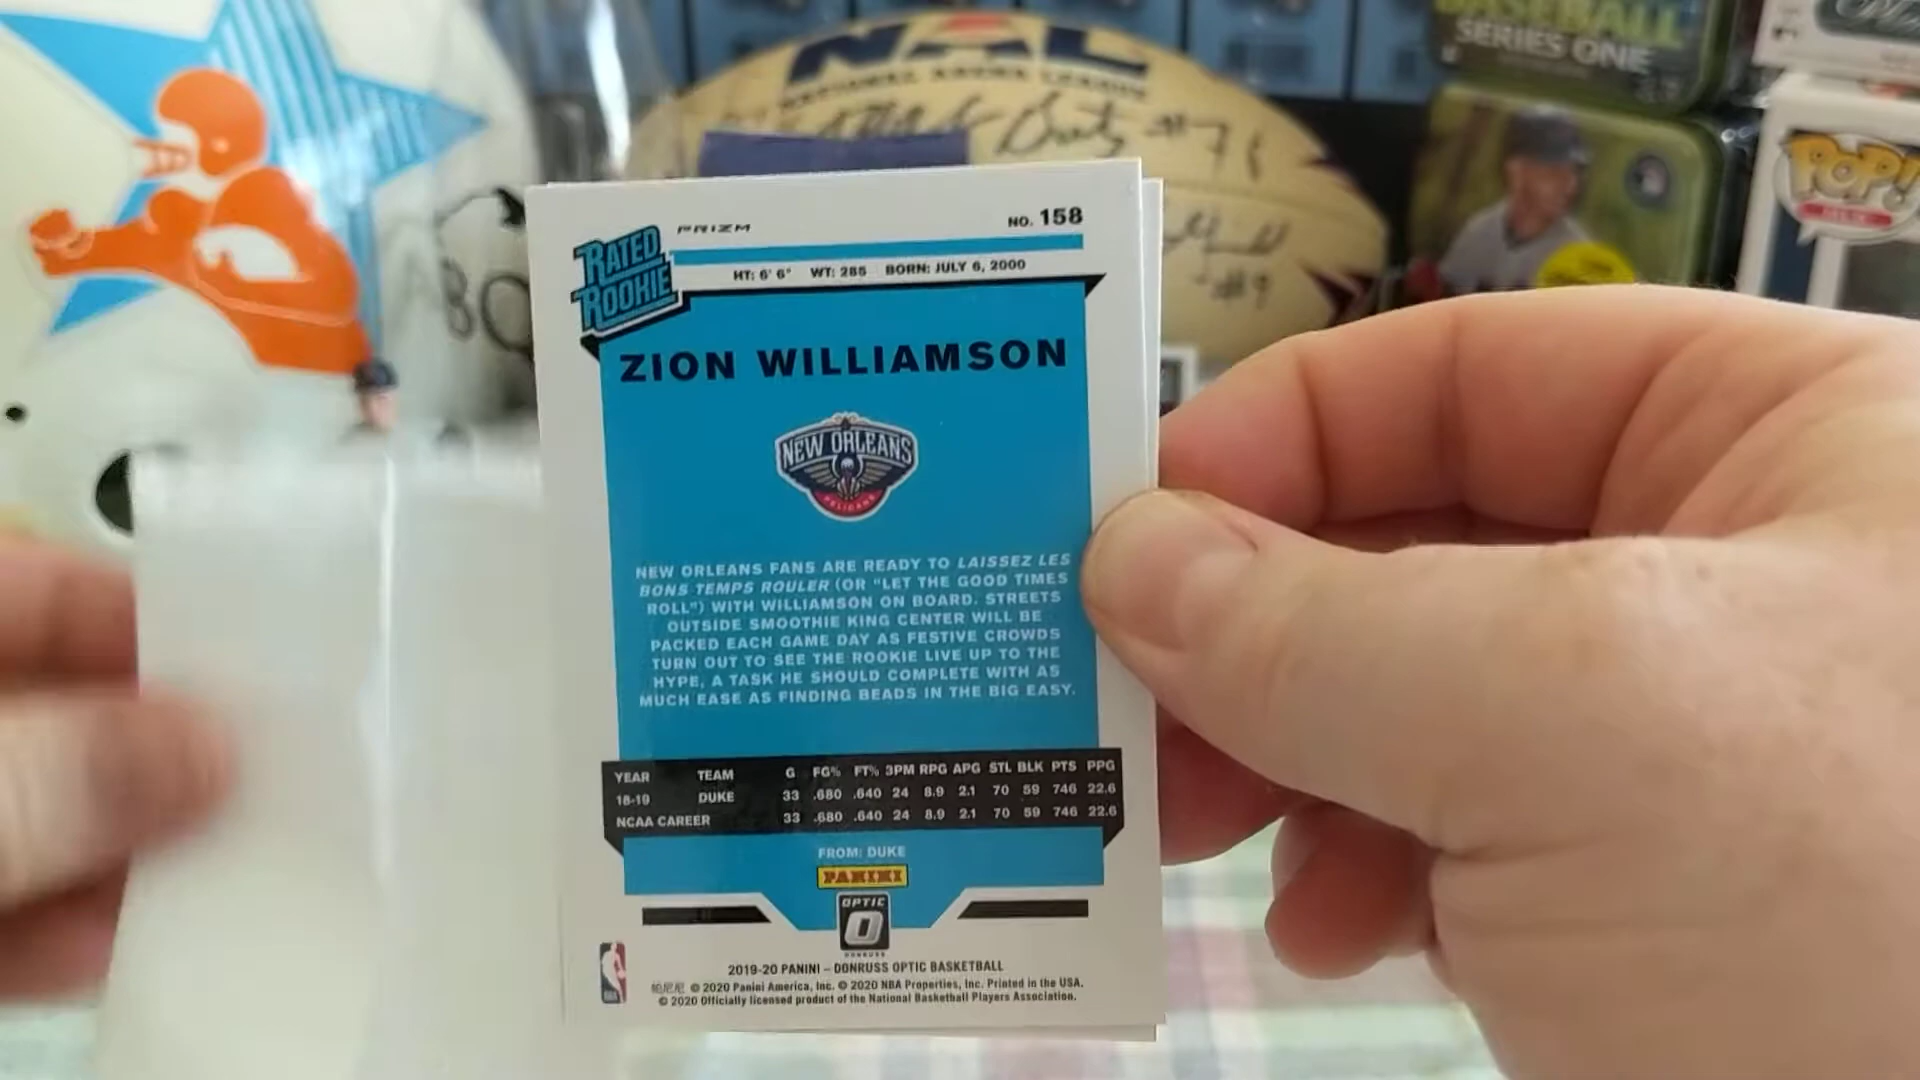 BASEBALL
SERIES ONE
NAL
NATIONAL ARENA LEAGUE
#71
#9
POP!
BO
PRIZM
NO. 158
RATED
ROOKIE
HT: 6' 6" WT: 285 BORN: JULY 6, 2000
ZION WILLIAMSON
NEW ORLEANS
PELICANS
NEW ORLEANS FANS ARE READY TO LAISSEZ LES
BONS TEMPS ROULER (OR "LET THE GOOD TIMES
ROLL") WITH WILLIAMSON ON BOARD. STREETS
OUTSIDE SMOOTHIE KING CENTER WILL BE
PACKED EACH GAME DAY AS FESTIVE CROWDS
TURN OUT TO SEE THE ROOKIE LIVE UP TO THE
HYPE, A TASK HE SHOULD COMPLETE WITH AS
MUCH EASE AS FINDING BEADS IN THE BIG EASY.
YEAR TEAM G FG% FT% 3PM RPG APG STL BLK PTS PPG
18-19 DUKE 33 .680 .640 24 8.9 2.1 70 59 746 22.6
NCAA CAREER 33 .680 .640 24 8.9 2.1 70 59 746 22.6
FROM: DUKE
PANINI
OPTIC
DONRUSS
2019-20 PANINI – DONRUSS OPTIC BASKETBALL
帕尼尼 © 2020 Panini America, Inc. © 2020 NBA Properties, Inc. Printed in the USA.
© 2020 Officially licensed product of the National Basketball Players Association.
NBA